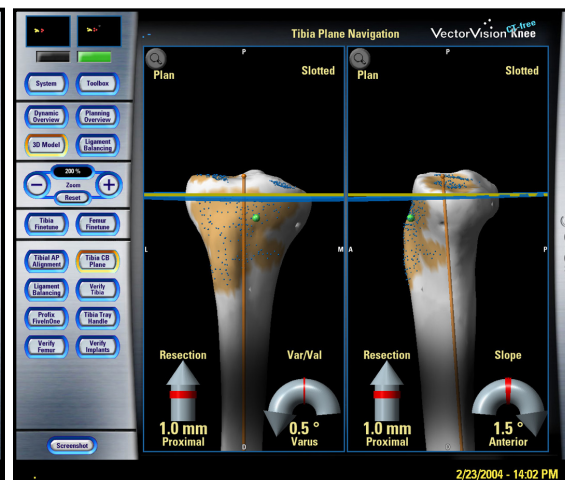 Tibia Plane Navigation
VectorVision Knee
CT-free
System
Toolbox
Dynamic Overview
Planning Overview
3D Model
Ligament Balancing
200 %
Zoom
Reset
Tibia Finetune
Femur Finetune
Tibial AP Alignment
Tibia CB Plane
Ligament Balancing
Verify Tibia
Profix FiveInOne
Tibia Tray Handle
Verify Femur
Verify Implants
Screenshot
P
Plan
Slotted
L
M
Resection
Var/Val
1.0 mm
0.5 °
Proximal
Varus
D
P
Plan
Slotted
A
P
Resection
Slope
1.0 mm
1.5 °
Proximal
Anterior
D
2/23/2004 - 14:02 PM